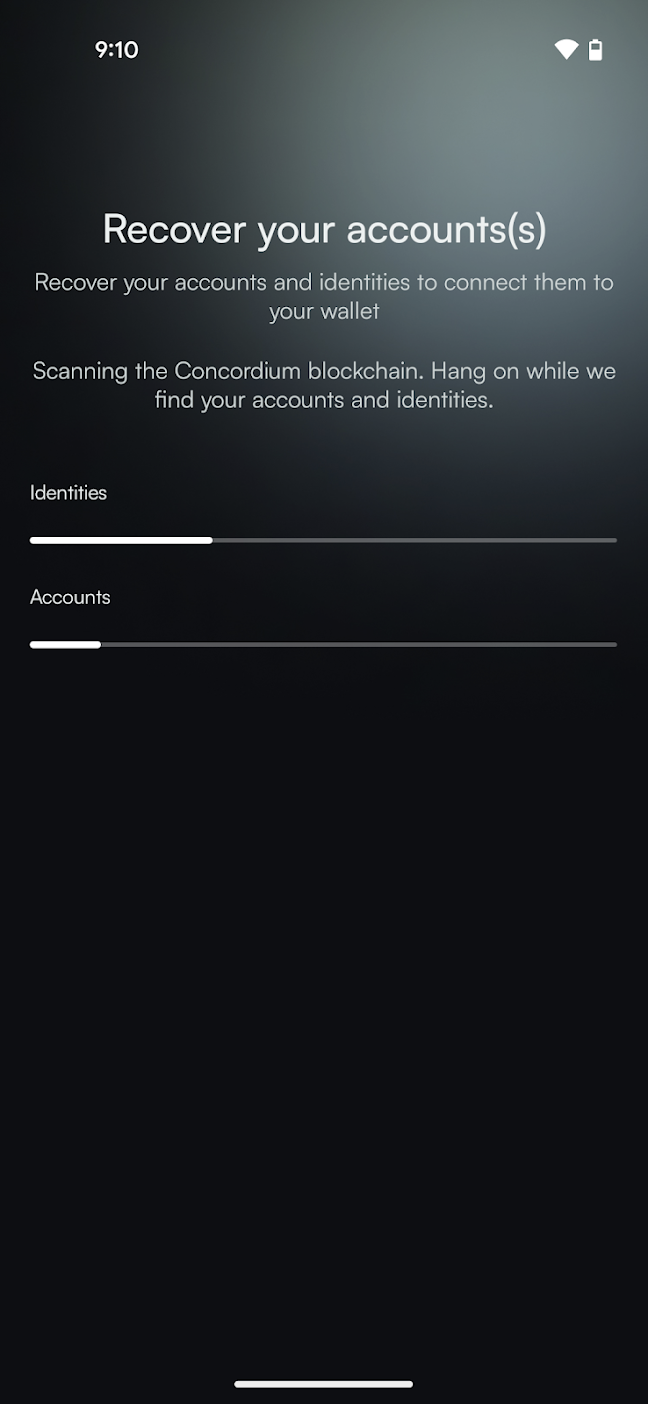 9:10
Recover your accounts(s)
Recover your accounts and identities to connect them to
your wallet
Scanning the Concordium blockchain. Hang on while we
find your accounts and identities.
Identities
Accounts